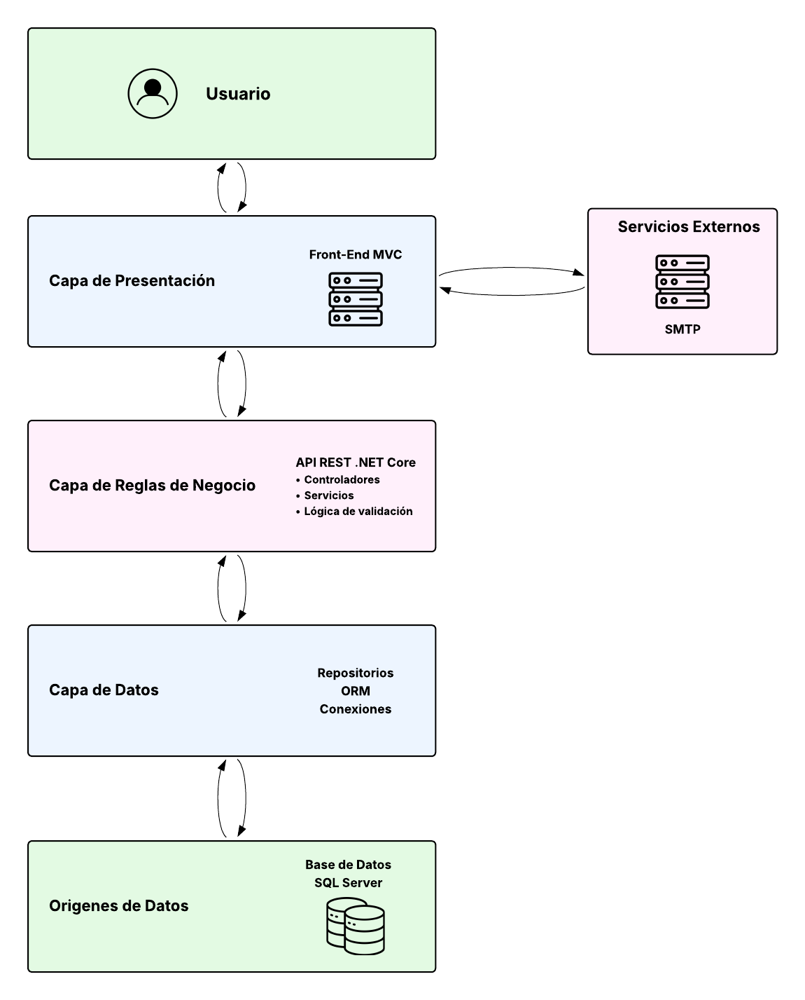 Usuario
Capa de Presentación
Front-End MVC
Servicios Externos
SMTP
Capa de Reglas de Negocio
API REST .NET Core
• Controladores
• Servicios
• Lógica de validación
Capa de Datos
Repositorios
ORM
Conexiones
Origenes de Datos
Base de Datos
SQL Server